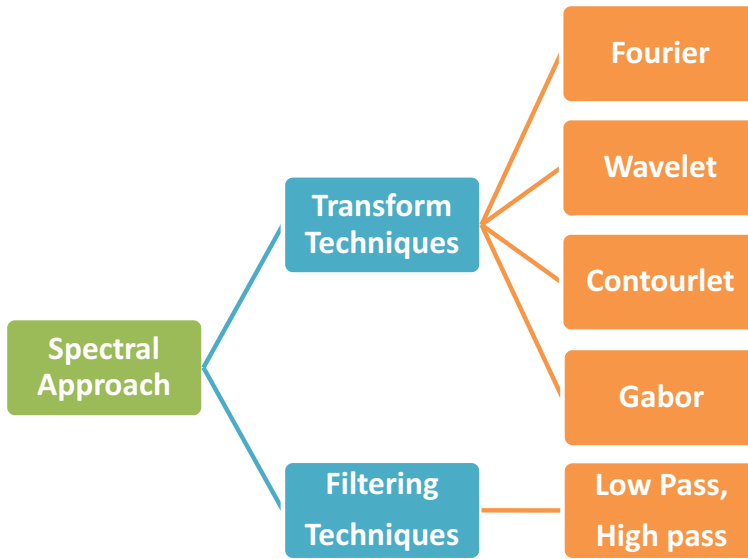 Fourier
Wavelet
Transform
Techniques
Contourlet
Spectral
Approach
Gabor
Filtering
Techniques
Low Pass,
High pass